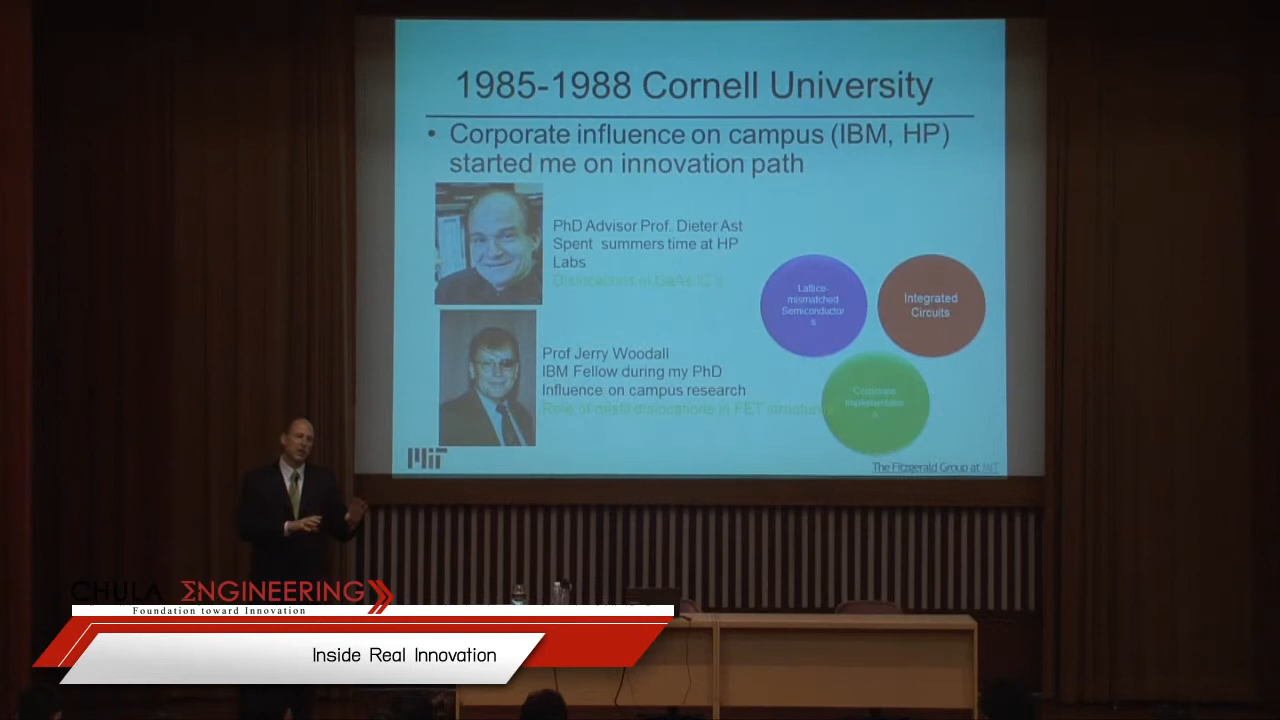 1985-1988 Cornell University
• Corporate influence on campus (IBM, HP)
started me on innovation path
PhD Advisor Prof. Dieter Ast
Spent summers time at HP
Labs
Dislocations in GaAs IC's
Prof Jerry Woodall
IBM Fellow during my PhD
Influence on campus research
Role of misfit dislocations in FET structures
Lattice-
mismatched
Semiconductor
s
Integrated
Circuits
Corporate
Implementation
s
MIT
The Fitzgerald Group at MIT
CHULA ΣNGINEERING
Foundation toward Innovation
Inside Real Innovation